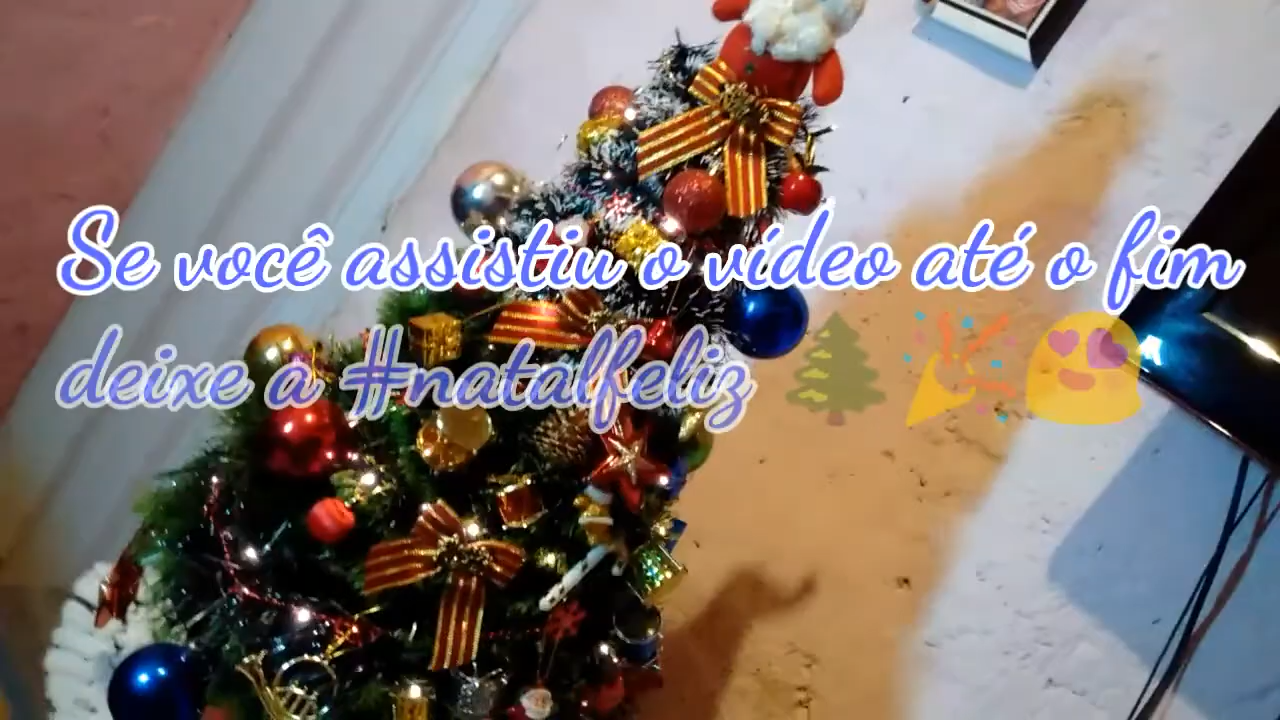 Se você assistiu o vídeo até o fim
deixe a #natalfeliz 🎄🎉😍